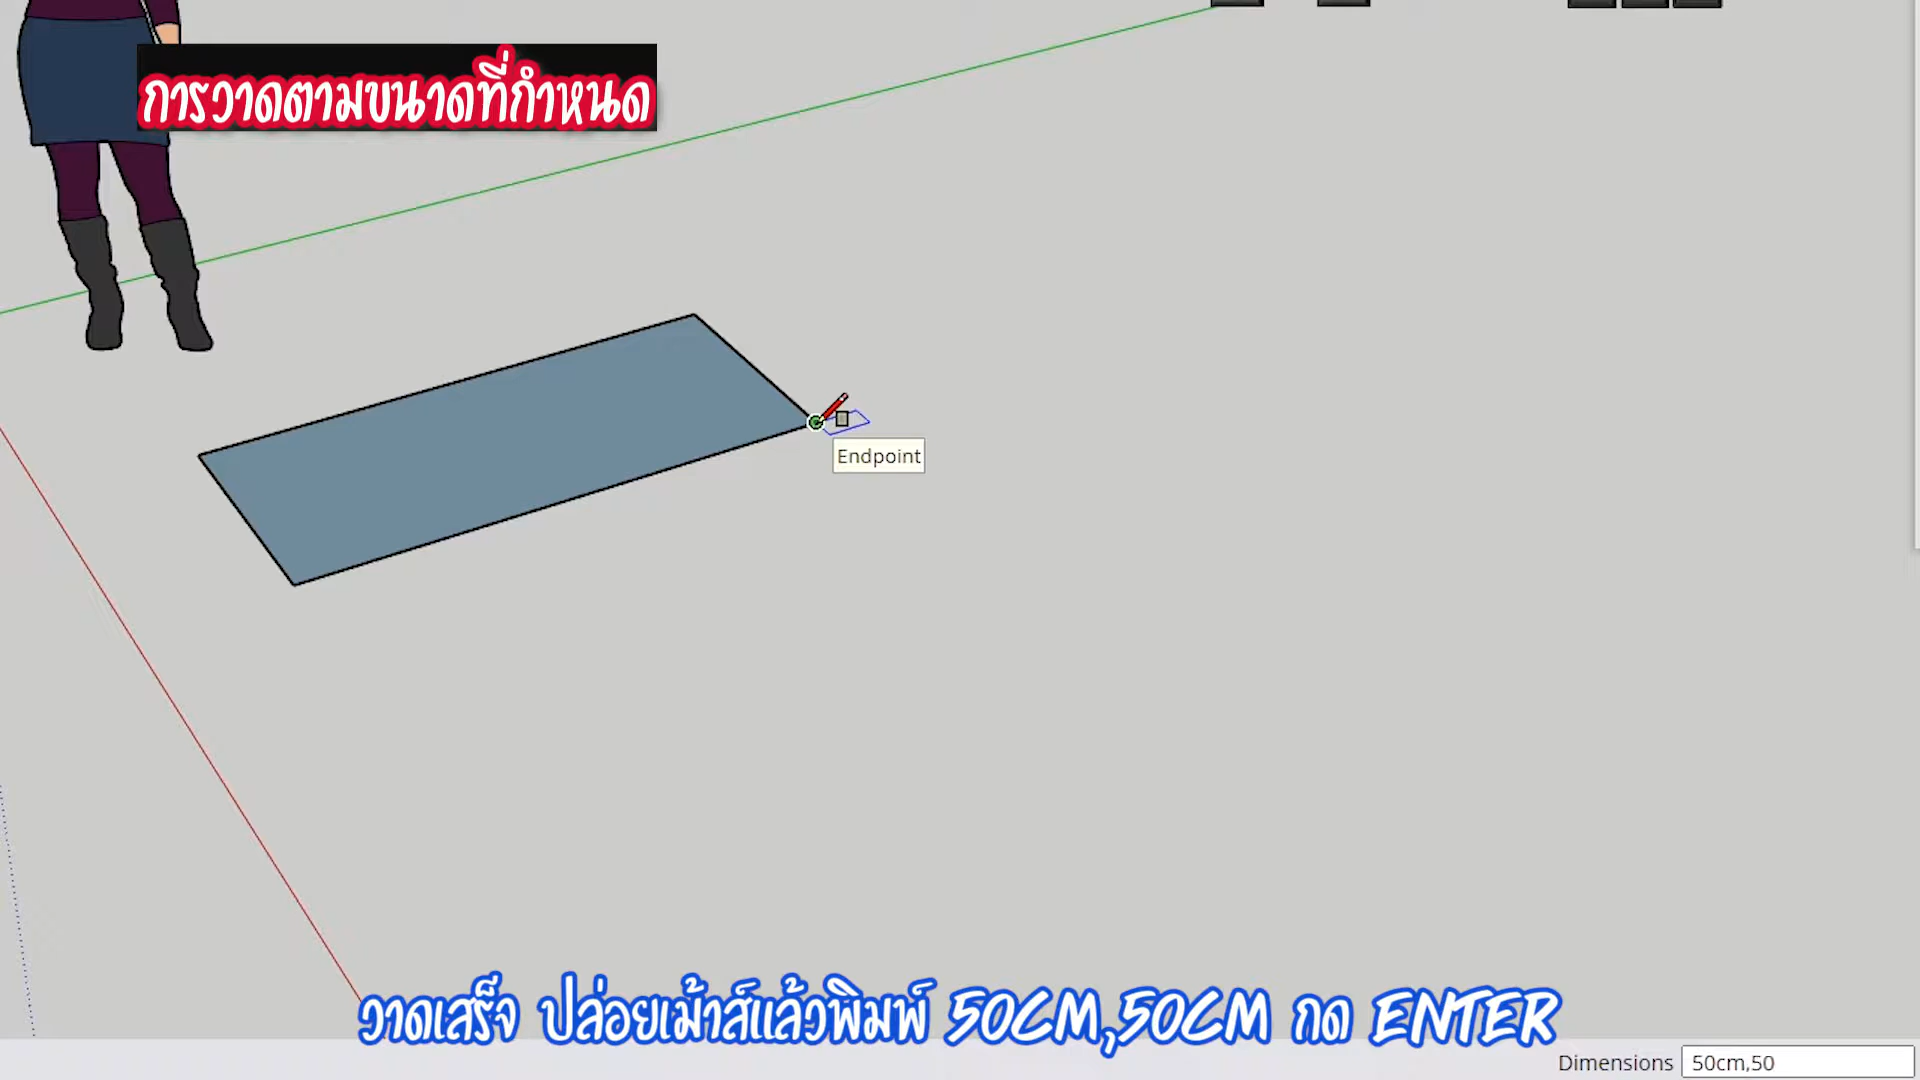 การวาดตามขนาดที่กำหนด
Endpoint
วาดเสร็จ ปล่อยเม้าส์แล้วพิมพ์ 50CM,50CM กด ENTER
Dimensions 50cm,50